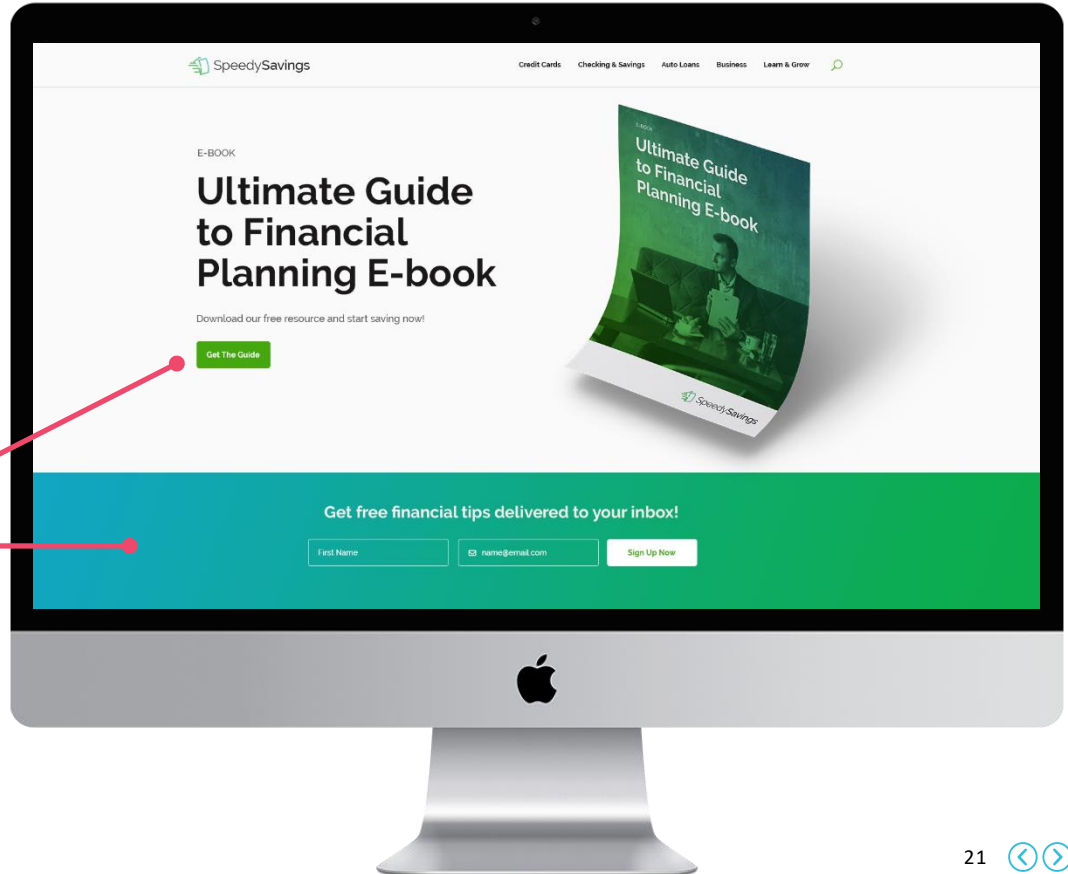 SpeedySavings
Credit Cards Checking & Savings Auto Loans Business Learn & Grow
E-BOOK
Ultimate Guide
to Financial
Planning E-book
Download our free resource and start saving now!
Get The Guide
E-BOOK
Ultimate Guide
to Financial
Planning E-book
SpeedySavings
Get free financial tips delivered to your inbox!
First Name
name@email.com
Sign Up Now
21